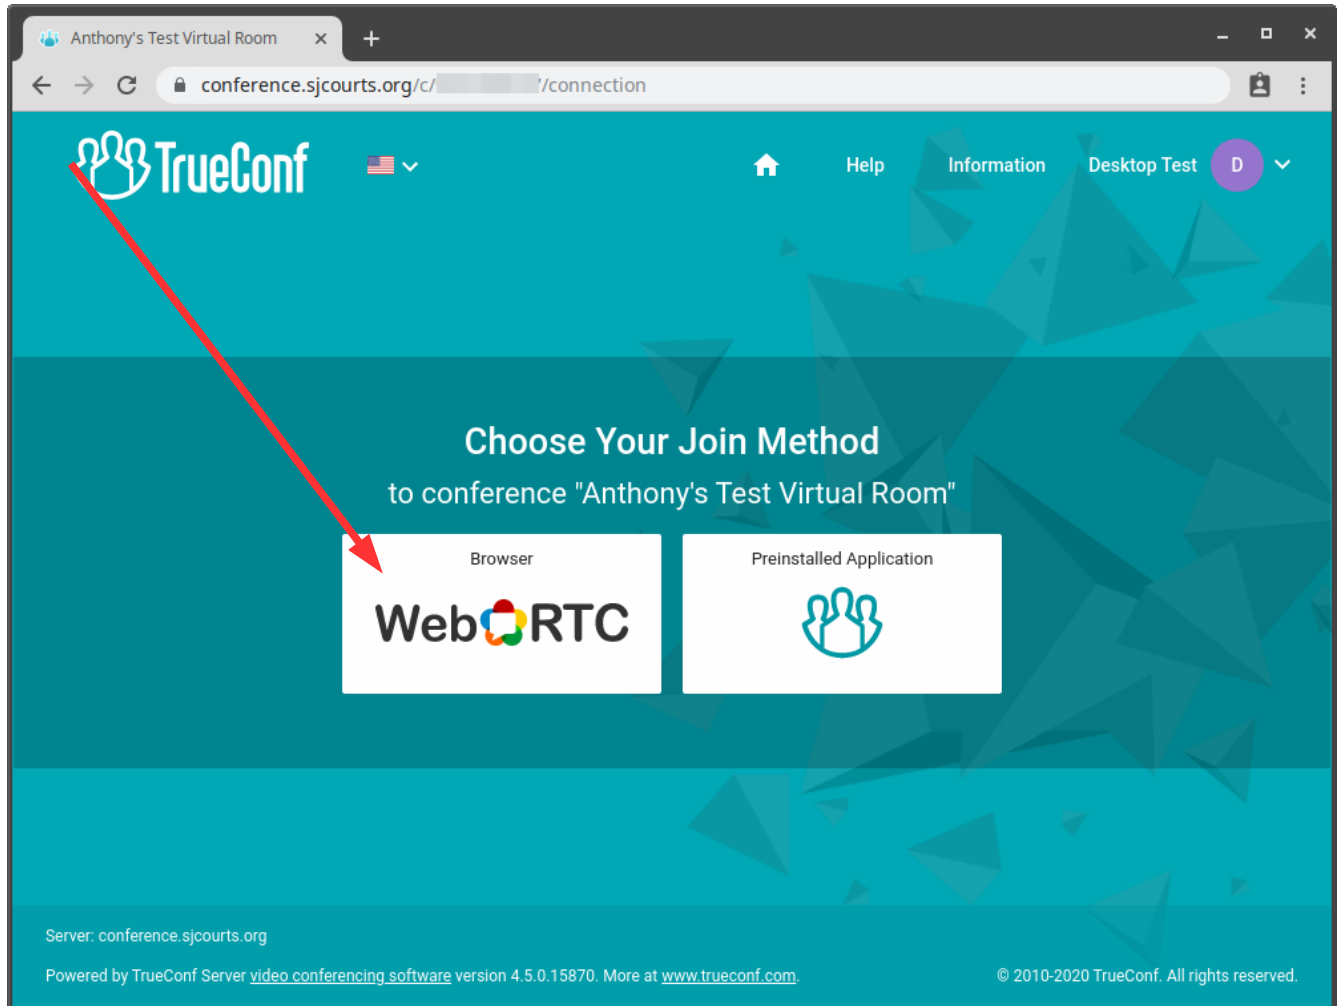 Anthony's Test Virtual Room
conference.sjcourts.org/c/ /connection
TrueConf
Help Information Desktop Test D
Choose Your Join Method
to conference "Anthony's Test Virtual Room"
Browser
WebRTC
Preinstalled Application
Server: conference.sjcourts.org
Powered by TrueConf Server video conferencing software version 4.5.0.15870. More at www.trueconf.com.
© 2010-2020 TrueConf. All rights reserved.